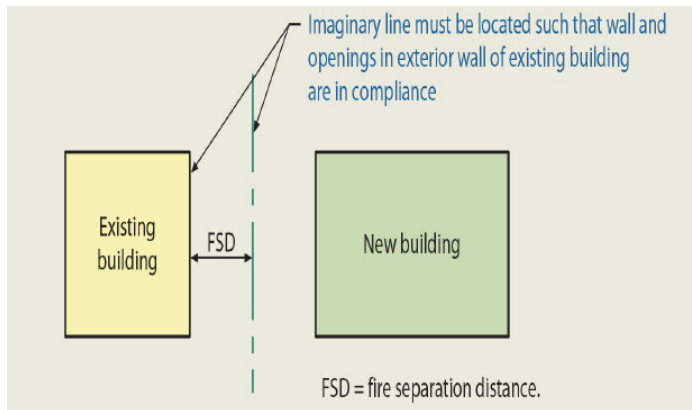 Imaginary line must be located such that wall and
openings in exterior wall of existing building
are in compliance
Existing
building
FSD
New building
FSD = fire separation distance.